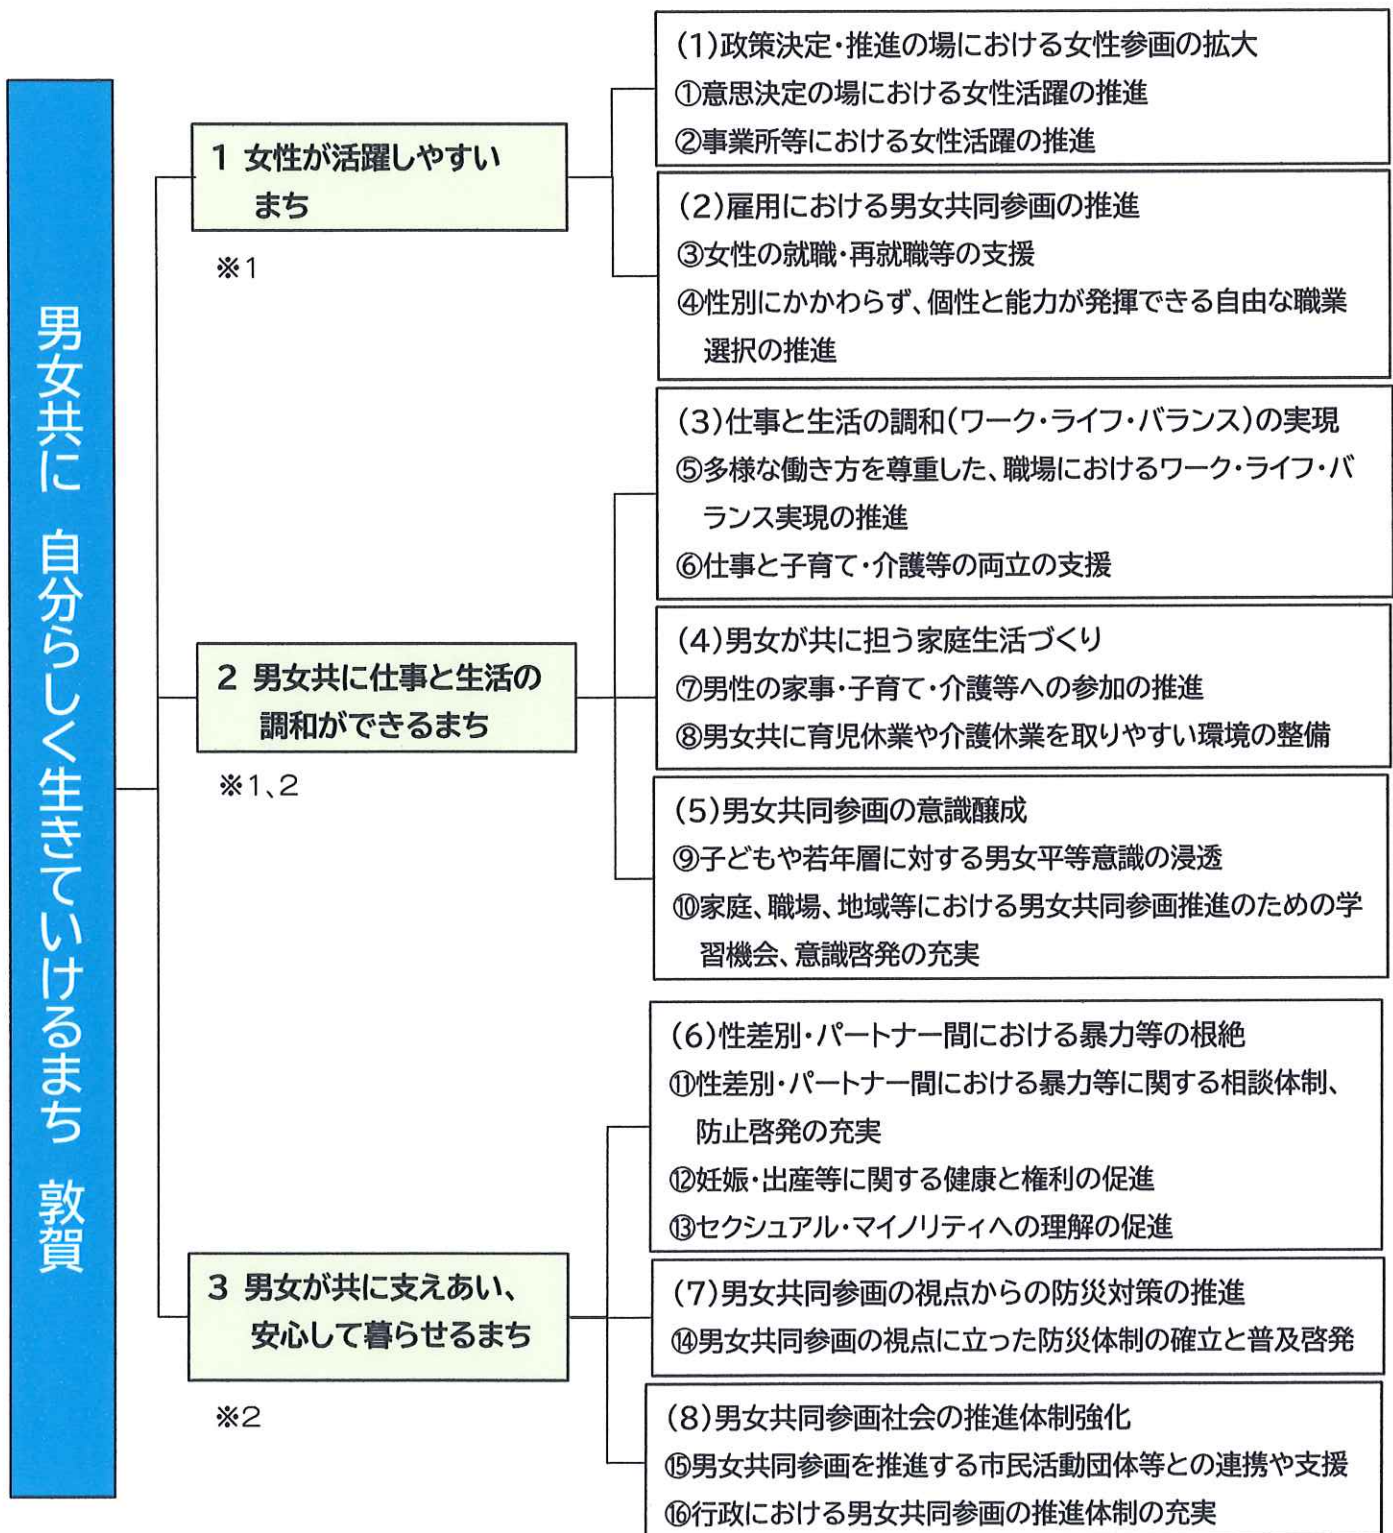 男女共に 自分らしく生きていけるまち 敦賀
1 女性が活躍しやすい
まち
※1
(1)政策決定・推進の場における女性参画の拡大
①意思決定の場における女性活躍の推進
②事業所等における女性活躍の推進
(2)雇用における男女共同参画の推進
③女性の就職・再就職等の支援
④性別にかかわらず、個性と能力が発揮できる自由な職業
選択の推進
2 男女共に仕事と生活の
調和ができるまち
※1、2
(3)仕事と生活の調和(ワーク・ライフ・バランス)の実現
⑤多様な働き方を尊重した、職場におけるワーク・ライフ・バ
ランス実現の推進
⑥仕事と子育て・介護等の両立の支援
(4)男女が共に担う家庭生活づくり
⑦男性の家事・子育て・介護等への参加の推進
⑧男女共に育児休業や介護休業を取りやすい環境の整備
(5)男女共同参画の意識醸成
⑨子どもや若年層に対する男女平等意識の浸透
⑩家庭、職場、地域等における男女共同参画推進のための学
習機会、意識啓発の充実
3 男女が共に支えあい、
安心して暮らせるまち
※2
(6)性差別・パートナー間における暴力等の根絶
⑪性差別・パートナー間における暴力等に関する相談体制、
防止啓発の充実
⑫妊娠・出産等に関する健康と権利の促進
⑬セクシュアル・マイノリティへの理解の促進
(7)男女共同参画の視点からの防災対策の推進
⑭男女共同参画の視点に立った防災体制の確立と普及啓発
(8)男女共同参画社会の推進体制強化
⑮男女共同参画を推進する市民活動団体等との連携や支援
⑯行政における男女共同参画の推進体制の充実